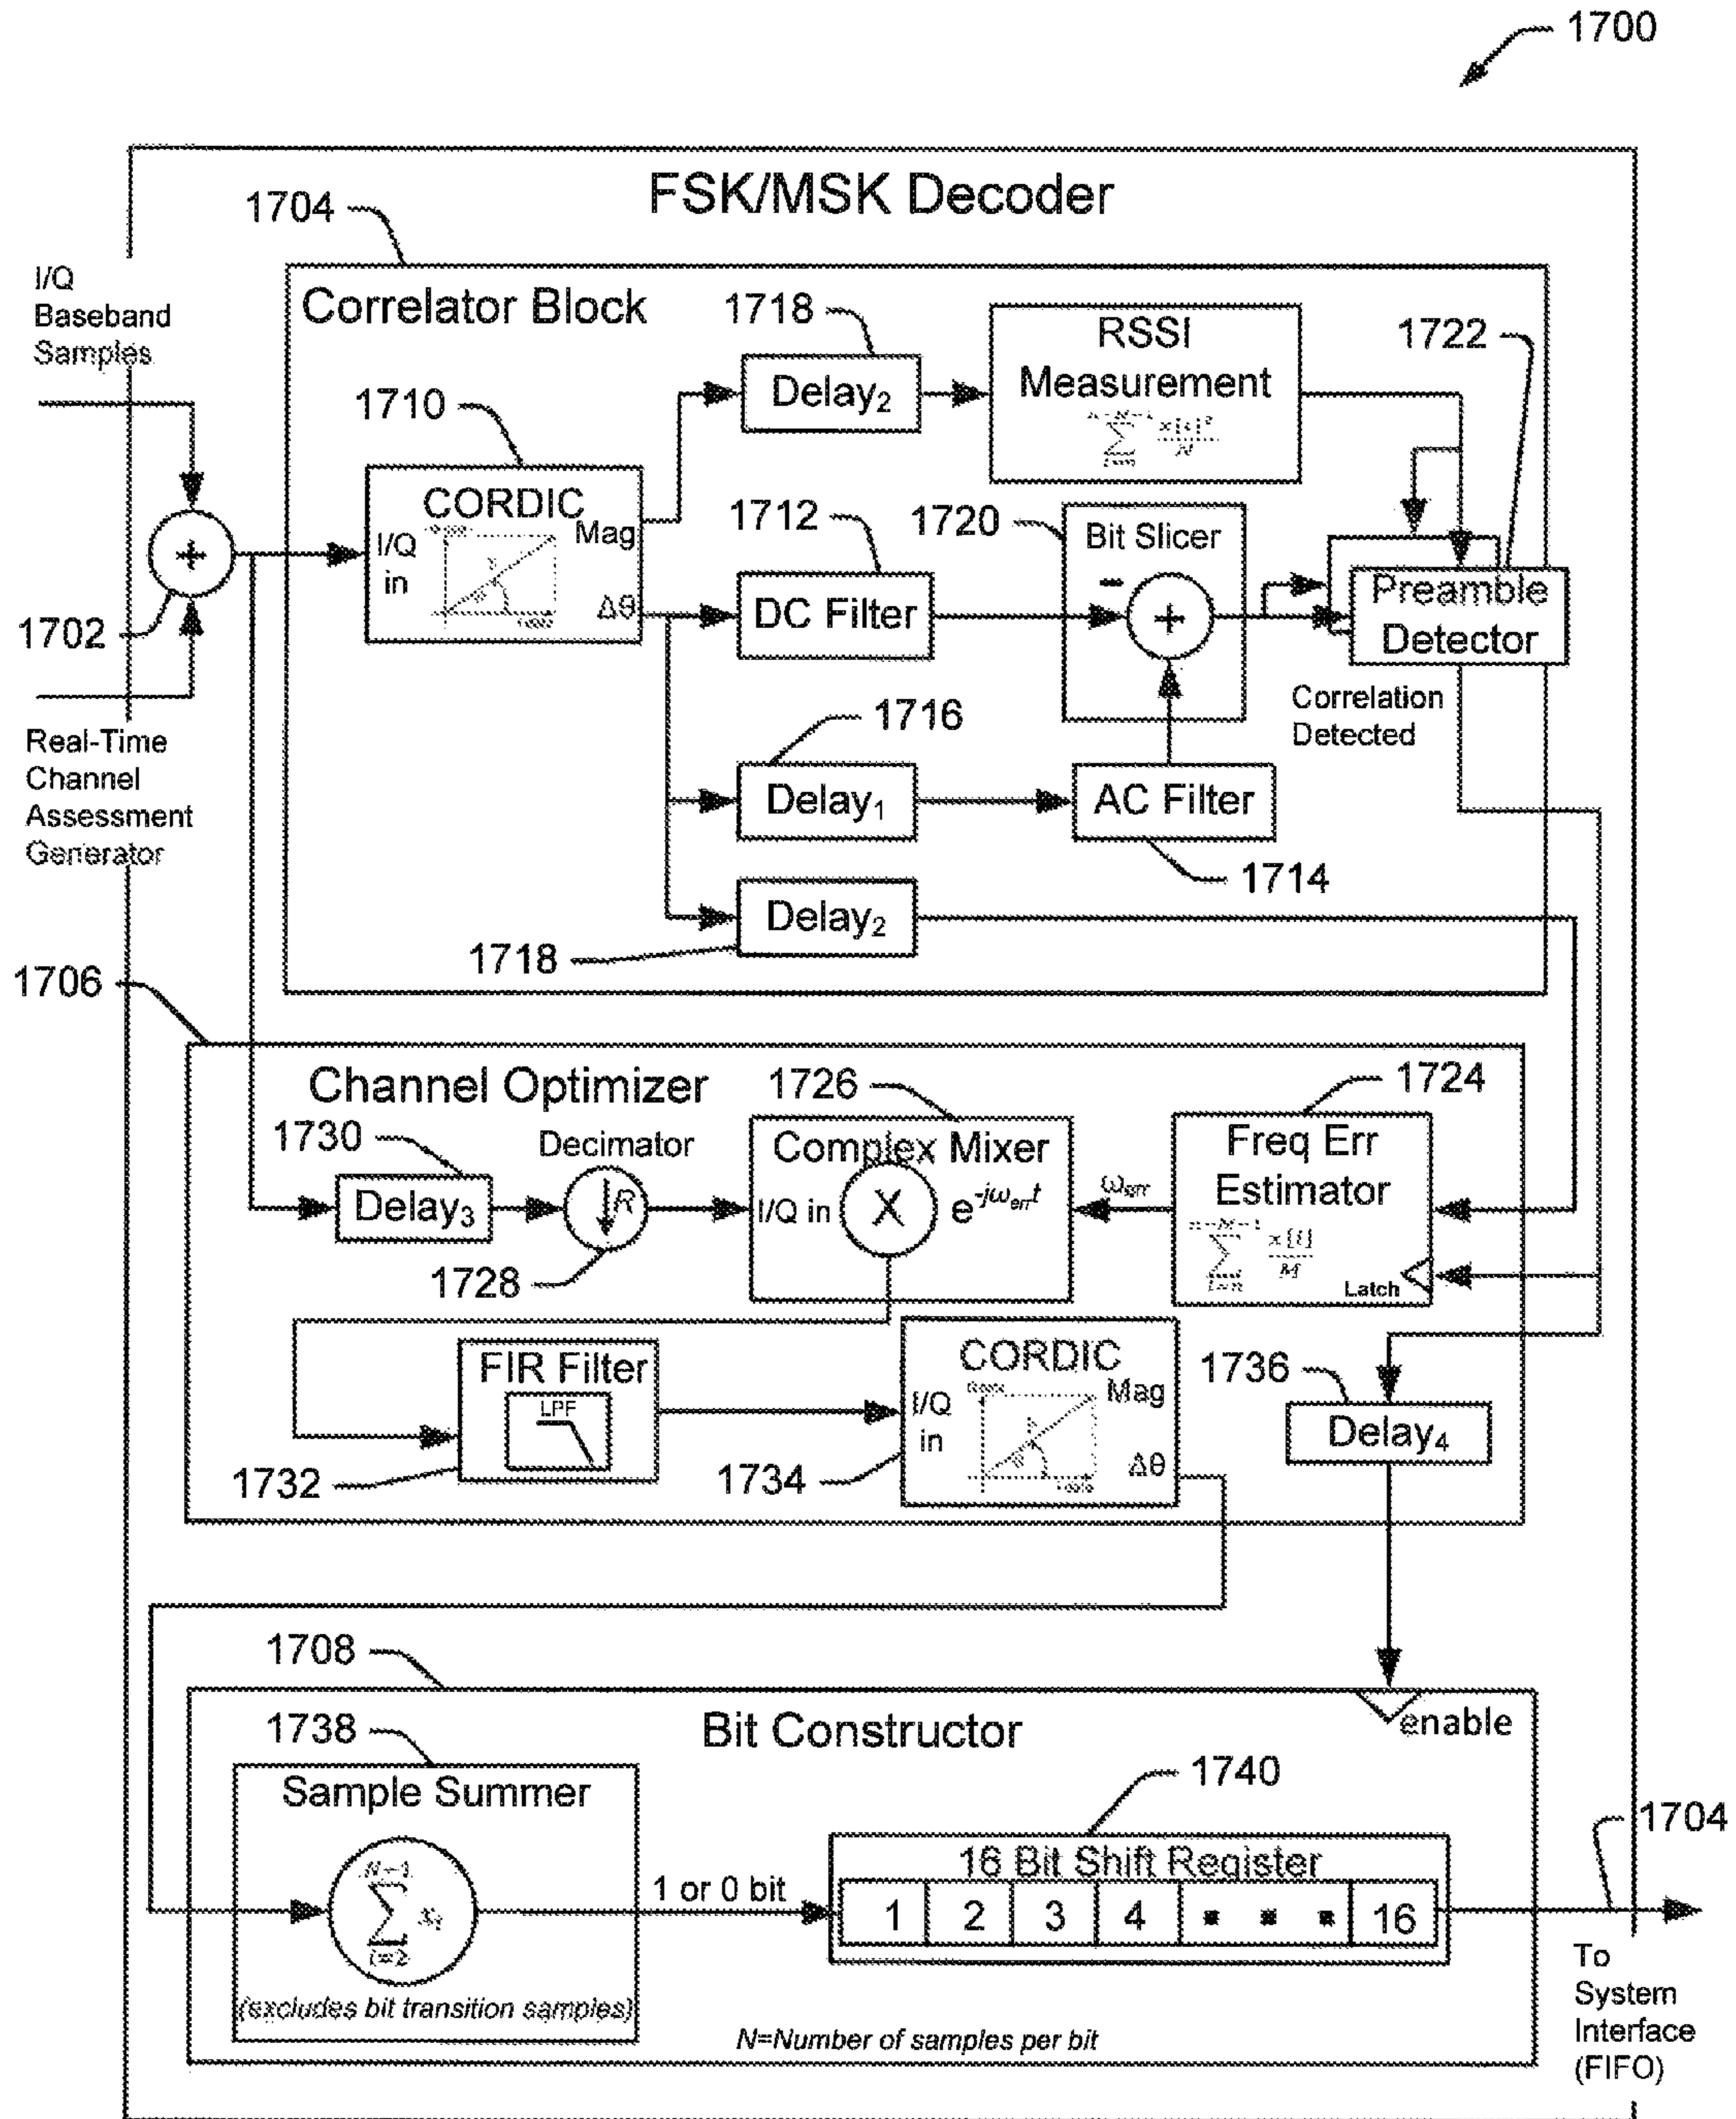 1700
FSK/MSK Decoder
1704
I/Q
Baseband
Samples
Correlator Block
1718
RSSI
Measurement
1722
Delay₂
1710
CORDIC
Mag
I/Q
in
Δθ
1712
1720
Bit Slicer
-
+
+
DC Filter
Preamble
Detector
1702
Correlation
Detected
Real-Time
Channel
Assessment
Generator
1716
Delay₁
AC Filter
1714
Delay₂
1718
1706
Channel Optimizer
1726
1724
1730
Decimator
Complex Mixer
Freq Err
Estimator
Delay₃
↓R
I/Q in
X
e^-jω_err t
ω_err
1728
Latch
FIR Filter
LPF
1732
CORDIC
Mag
I/Q
in
Δθ
1734
1736
Delay₄
1708
enable
Bit Constructor
1738
Sample Summer
1740
1704
16 Bit Shift Register
N-1
∑ xᵢ
i=2
1 or 0 bit
1 2 3 4 ▪ ▪ ▪ 16
(excludes bit transition samples)
N=Number of samples per bit
To
System
Interface
(FIFO)